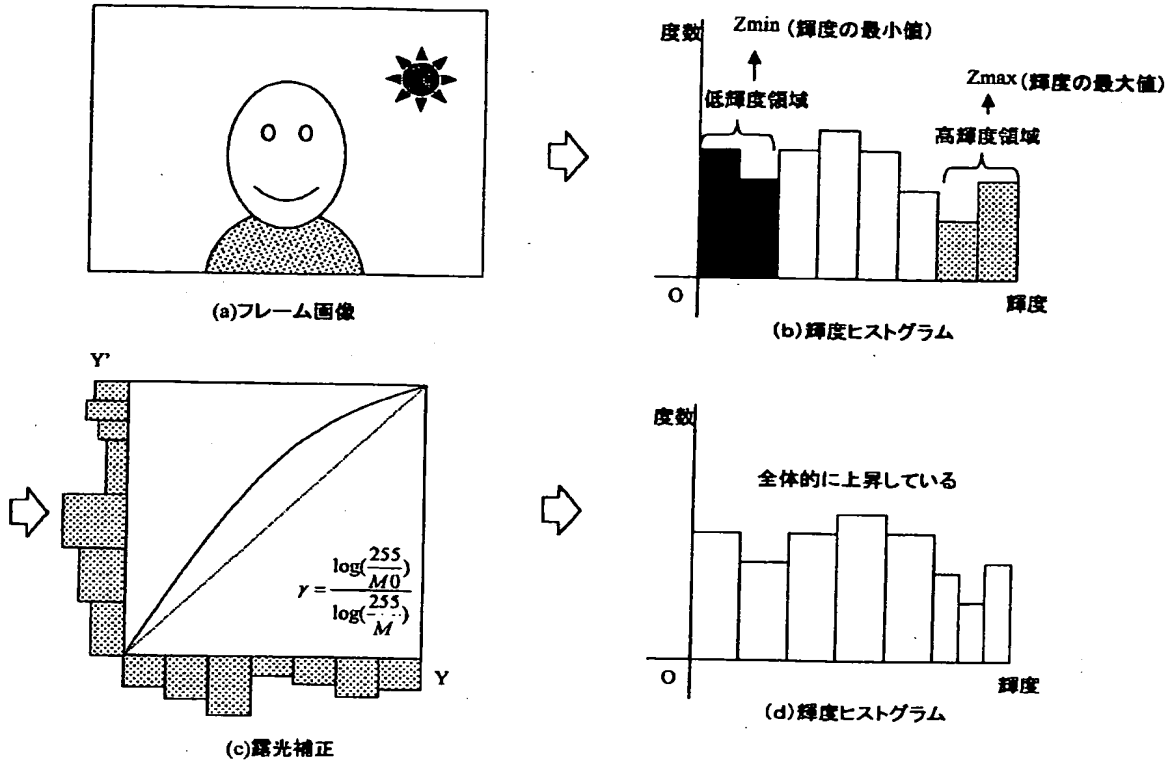 度数
Zmin (輝度の最小値)
Zmax (輝度の最大値)
低輝度領域
高輝度領域
O
輝度
(a)フレーム画像
(b)輝度ヒストグラム
Y'
γ = log(255/M0) / log(255/M)
Y
(c)露光補正
度数
全体的に上昇している
O
輝度
(d)輝度ヒストグラム